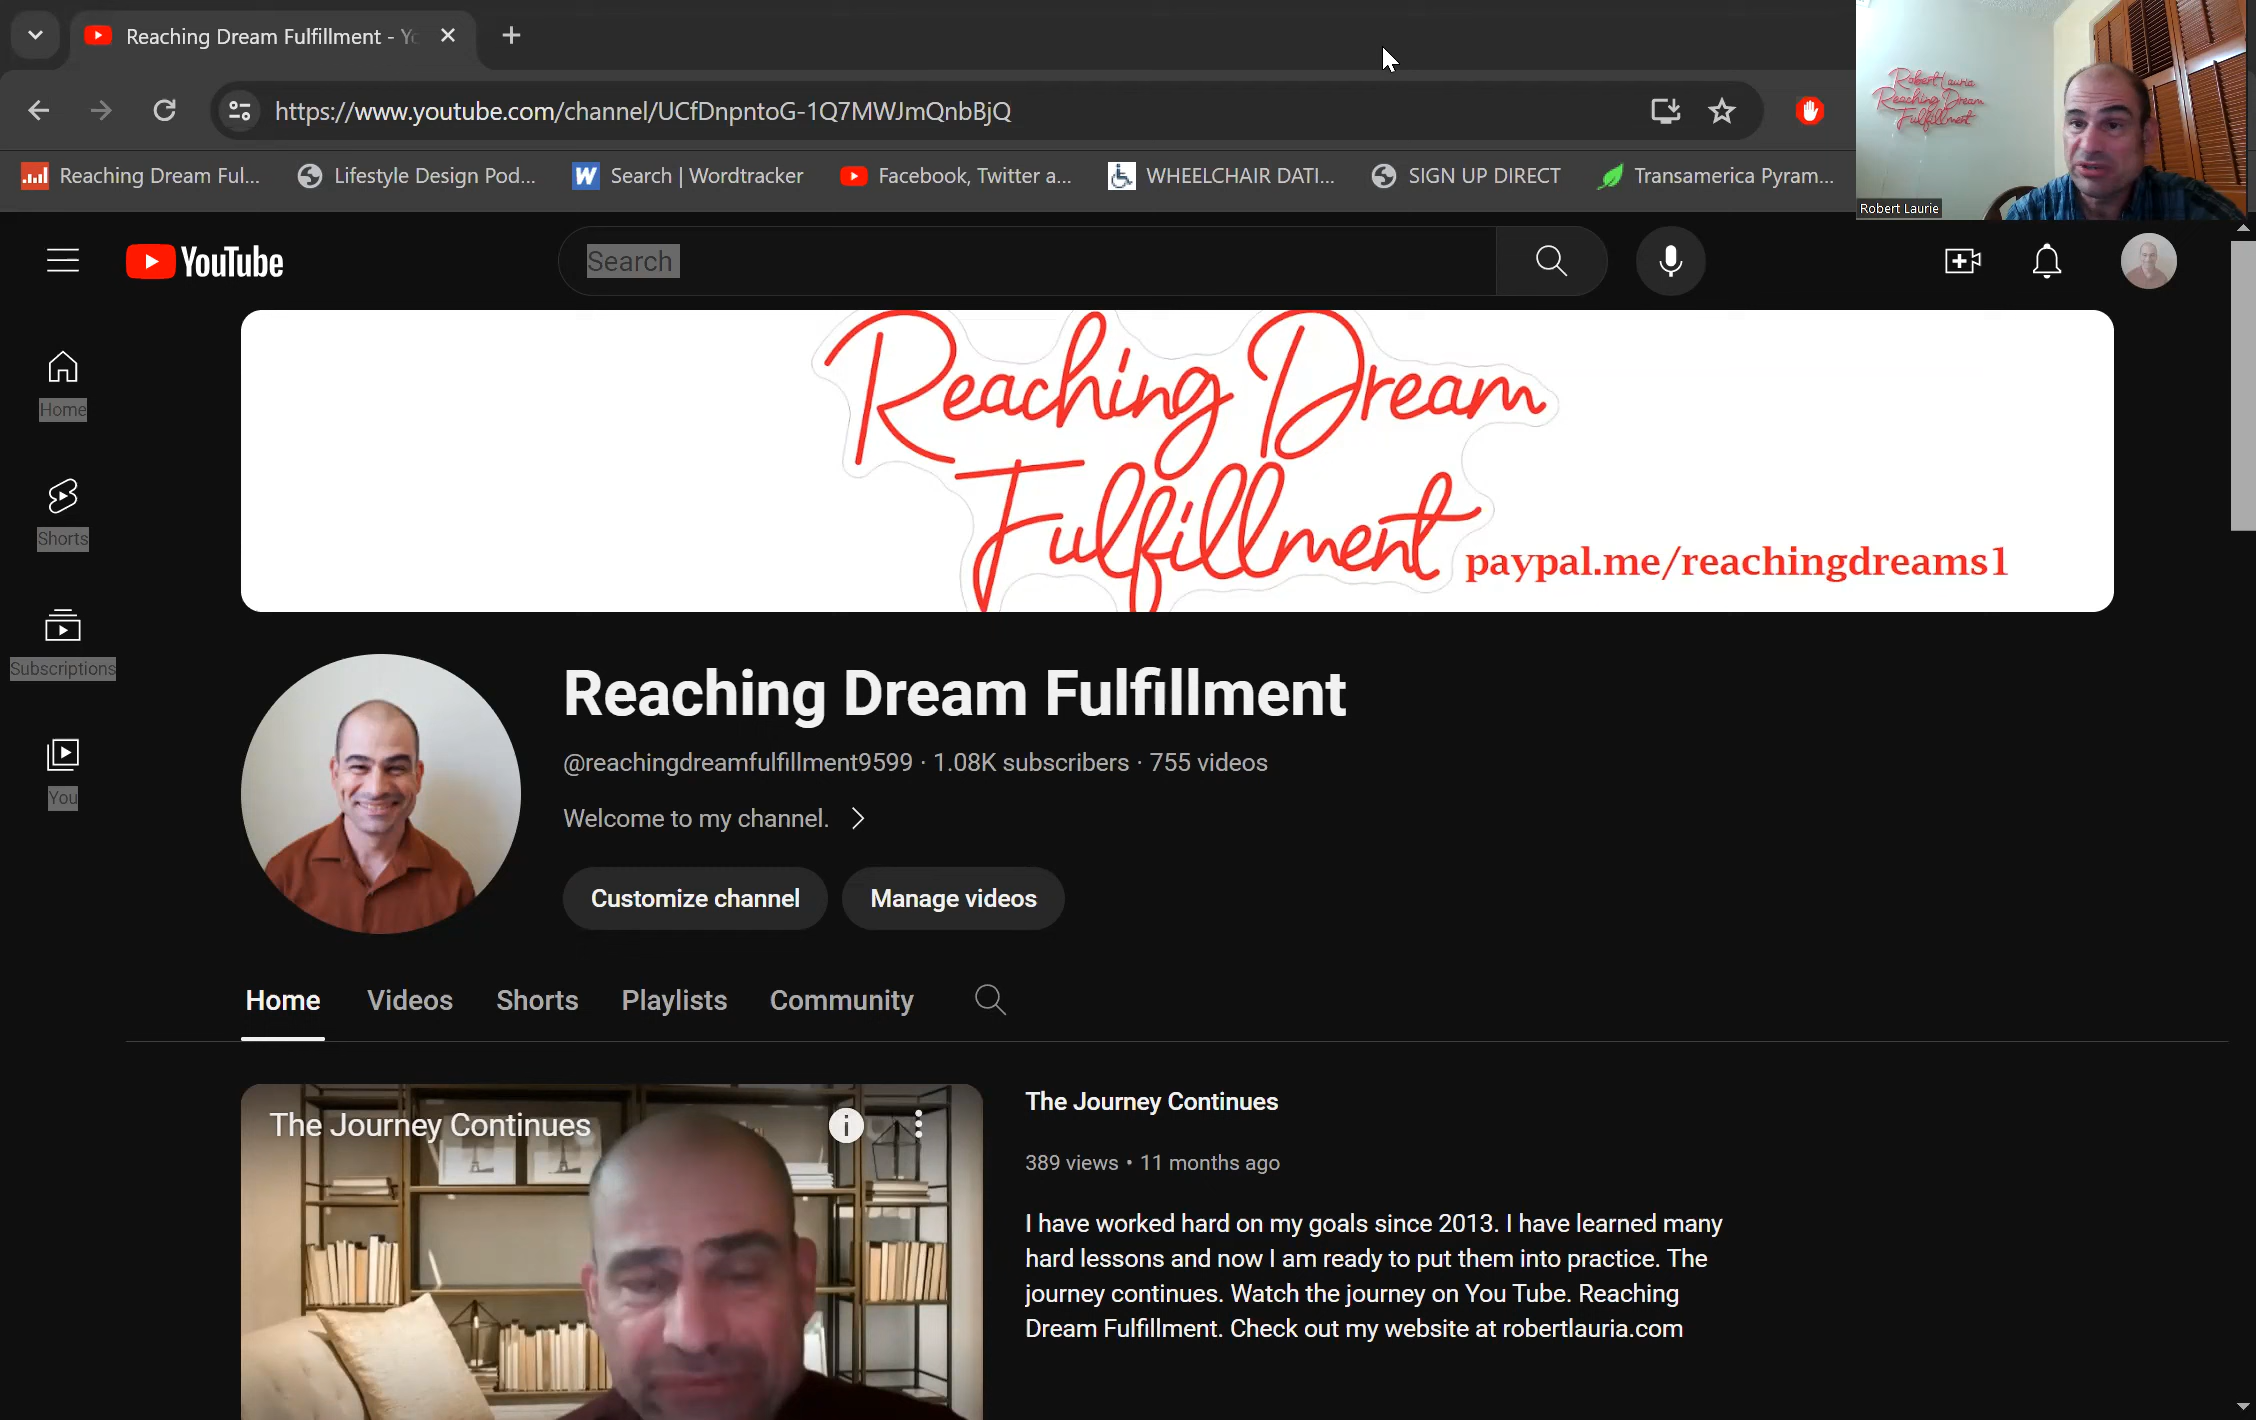 Reaching Dream Fulfillment - Yo
https://www.youtube.com/channel/UCfDnpntoG-1Q7MWJmQnbBjQ
Reaching Dream Ful...
Lifestyle Design Pod...
W Search | Wordtracker
Facebook, Twitter a...
WHEELCHAIR DATI...
SIGN UP DIRECT
Transamerica Pyram...
Robert Lauria
Reaching Dream
Fulfillment
Robert Laurie
YouTube
Search
Home
Shorts
Subscriptions
You
Reaching Dream
Fulfillment
paypal.me/reachingdreams1
Reaching Dream Fulfillment
@reachingdreamfulfillment9599 · 1.08K subscribers · 755 videos
Welcome to my channel.
Customize channel
Manage videos
Home Videos Shorts Playlists Community
The Journey Continues
The Journey Continues
389 views • 11 months ago
I have worked hard on my goals since 2013. I have learned many
hard lessons and now I am ready to put them into practice. The
journey continues. Watch the journey on You Tube. Reaching
Dream Fulfillment. Check out my website at robertlauria.com